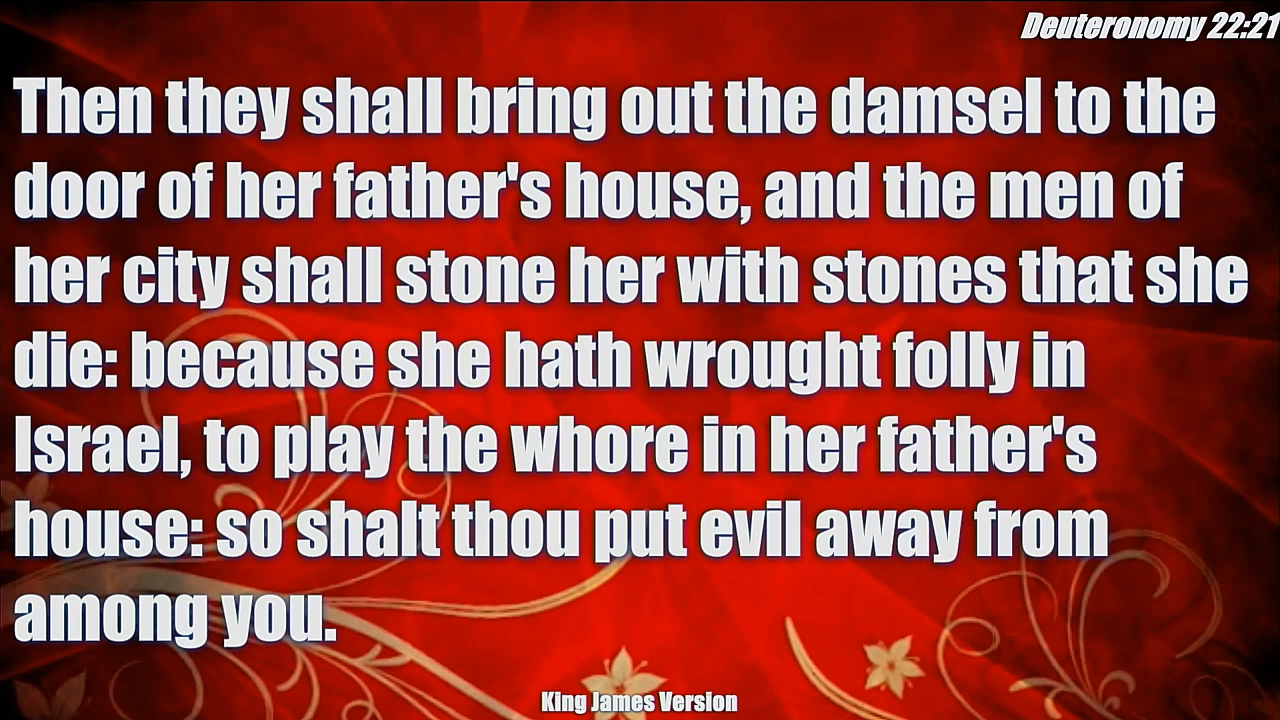 Deuteronomy 22:21
Then they shall bring out the damsel to the
door of her father's house, and the men of
her city shall stone her with stones that she
die: because she hath wrought folly in
Israel, to play the whore in her father's
house: so shalt thou put evil away from
among you.
King James Version